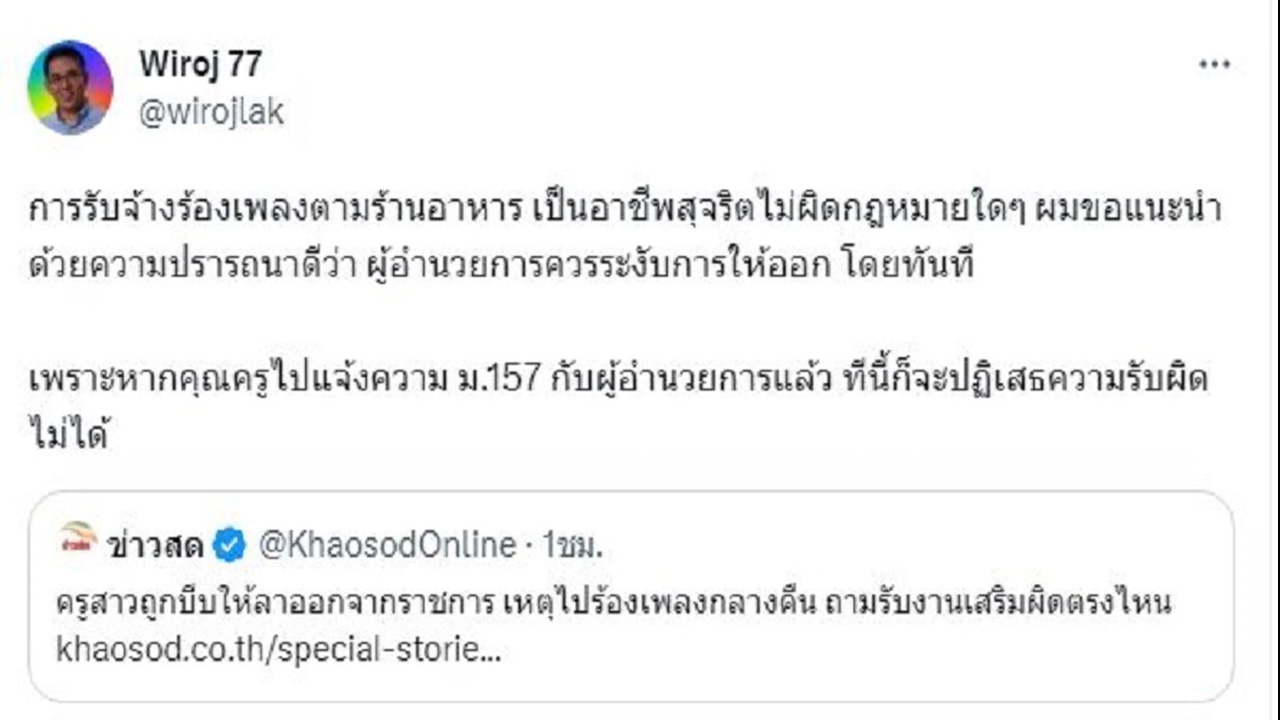 Wiroj 77
@wirojlak
การรับจ้างร้องเพลงตามร้านอาหาร เป็นอาชีพสุจริตไม่ผิดกฎหมายใดๆ ผมขอแนะนำ
ด้วยความปรารถนาดีว่า ผู้อำนวยการควรระงับการให้ออก โดยทันที
เพราะหากคุณครูไปแจ้งความ ม.157 กับผู้อำนวยการแล้ว ทีนี้ก็จะปฏิเสธความรับผิด
ไม่ได้
ข่าวสด @KhaosodOnline · 1ชม.
ครูสาวถูกบีบให้ลาออกจากราชการ เหตุไปร้องเพลงกลางคืน ถามรับงานเสริมผิดตรงไหน
khaosod.co.th/special-storie...